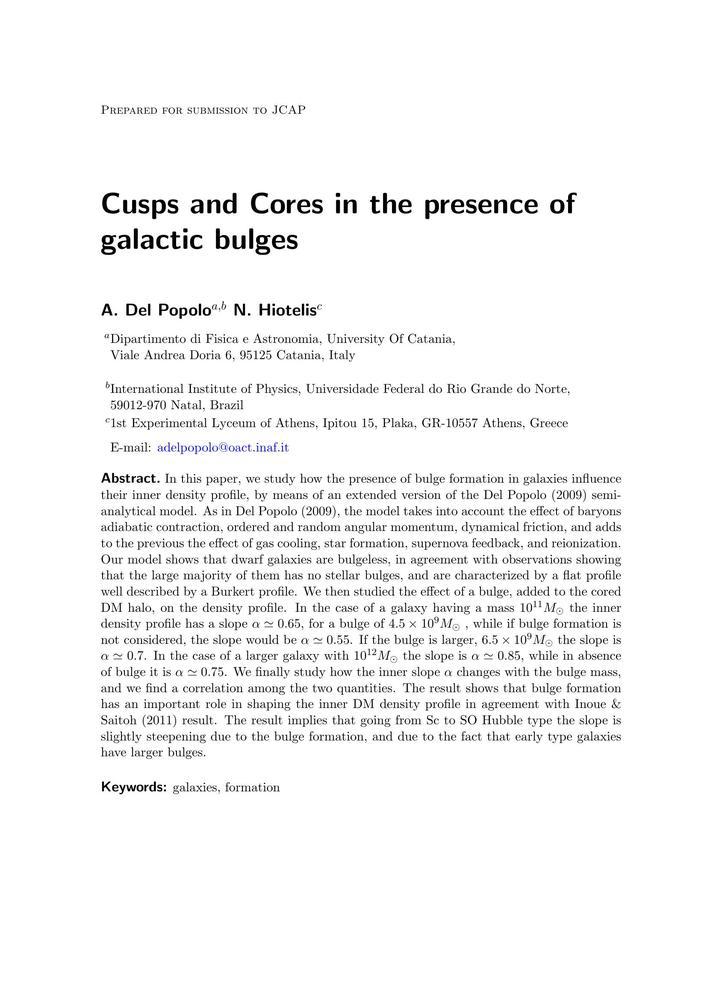 Prepared for submission to JCAP
Cusps and Cores in the presence of
galactic bulges
A. Del Popolo^{a,b} N. Hiotelis^{c}
^{a}Dipartimento di Fisica e Astronomia, University Of Catania,
Viale Andrea Doria 6, 95125 Catania, Italy
^{b}International Institute of Physics, Universidade Federal do Rio Grande do Norte,
59012-970 Natal, Brazil
^{c}1st Experimental Lyceum of Athens, Ipitou 15, Plaka, GR-10557 Athens, Greece
E-mail: adelpopolo@oact.inaf.it
Abstract. In this paper, we study how the presence of bulge formation in galaxies influence
their inner density profile, by means of an extended version of the Del Popolo (2009) semi-
analytical model. As in Del Popolo (2009), the model takes into account the effect of baryons
adiabatic contraction, ordered and random angular momentum, dynamical friction, and adds
to the previous the effect of gas cooling, star formation, supernova feedback, and reionization.
Our model shows that dwarf galaxies are bulgeless, in agreement with observations showing
that the large majority of them has no stellar bulges, and are characterized by a flat profile
well described by a Burkert profile. We then studied the effect of a bulge, added to the cored
DM halo, on the density profile. In the case of a galaxy having a mass 10^{11}M_⊙ the inner
density profile has a slope α ≃ 0.65, for a bulge of 4.5 × 10^{9}M_⊙ , while if bulge formation is
not considered, the slope would be α ≃ 0.55. If the bulge is larger, 6.5 × 10^{9}M_⊙ the slope is
α ≃ 0.7. In the case of a larger galaxy with 10^{12}M_⊙ the slope is α ≃ 0.85, while in absence
of bulge it is α ≃ 0.75. We finally study how the inner slope α changes with the bulge mass,
and we find a correlation among the two quantities. The result shows that bulge formation
has an important role in shaping the inner DM density profile in agreement with Inoue &
Saitoh (2011) result. The result implies that going from Sc to SO Hubble type the slope is
slightly steepening due to the bulge formation, and due to the fact that early type galaxies
have larger bulges.
Keywords: galaxies, formation